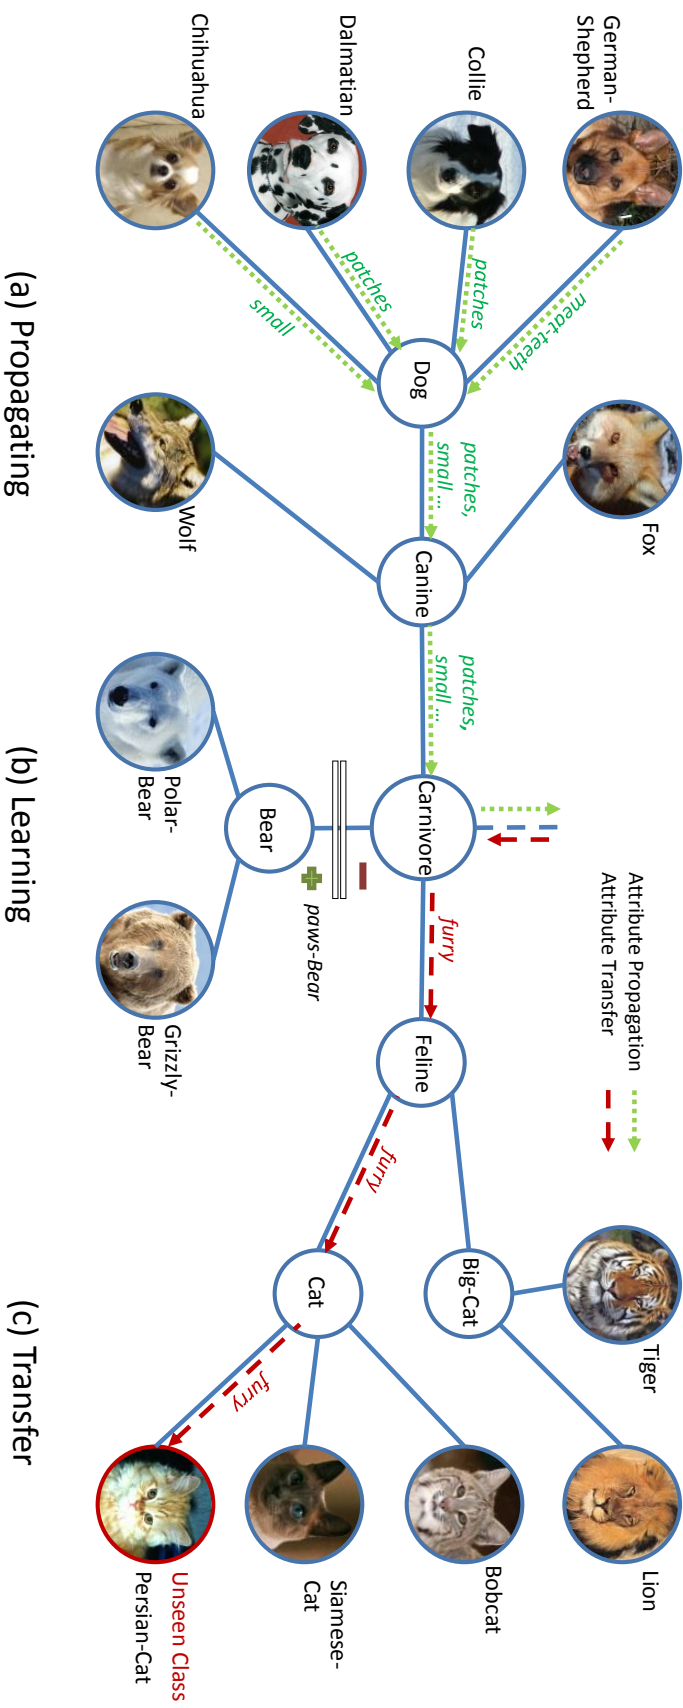 German-
Shepherd
Collie
Dalmatian
Chihuahua
meat-teeth
patches
patches
small
Dog
Fox
Wolf
patches,
small ...
Canine
patches,
small ...
Carnivore
Bear
Polar-
Bear
Grizzly-
Bear
paws-Bear
Attribute Propagation
Attribute Transfer
furry
Feline
furry
Big-Cat
Cat
furry
Tiger
Lion
Bobcat
Siamese-
Cat
Unseen Class
Persian-Cat
(a) Propagating
(b) Learning
(c) Transfer